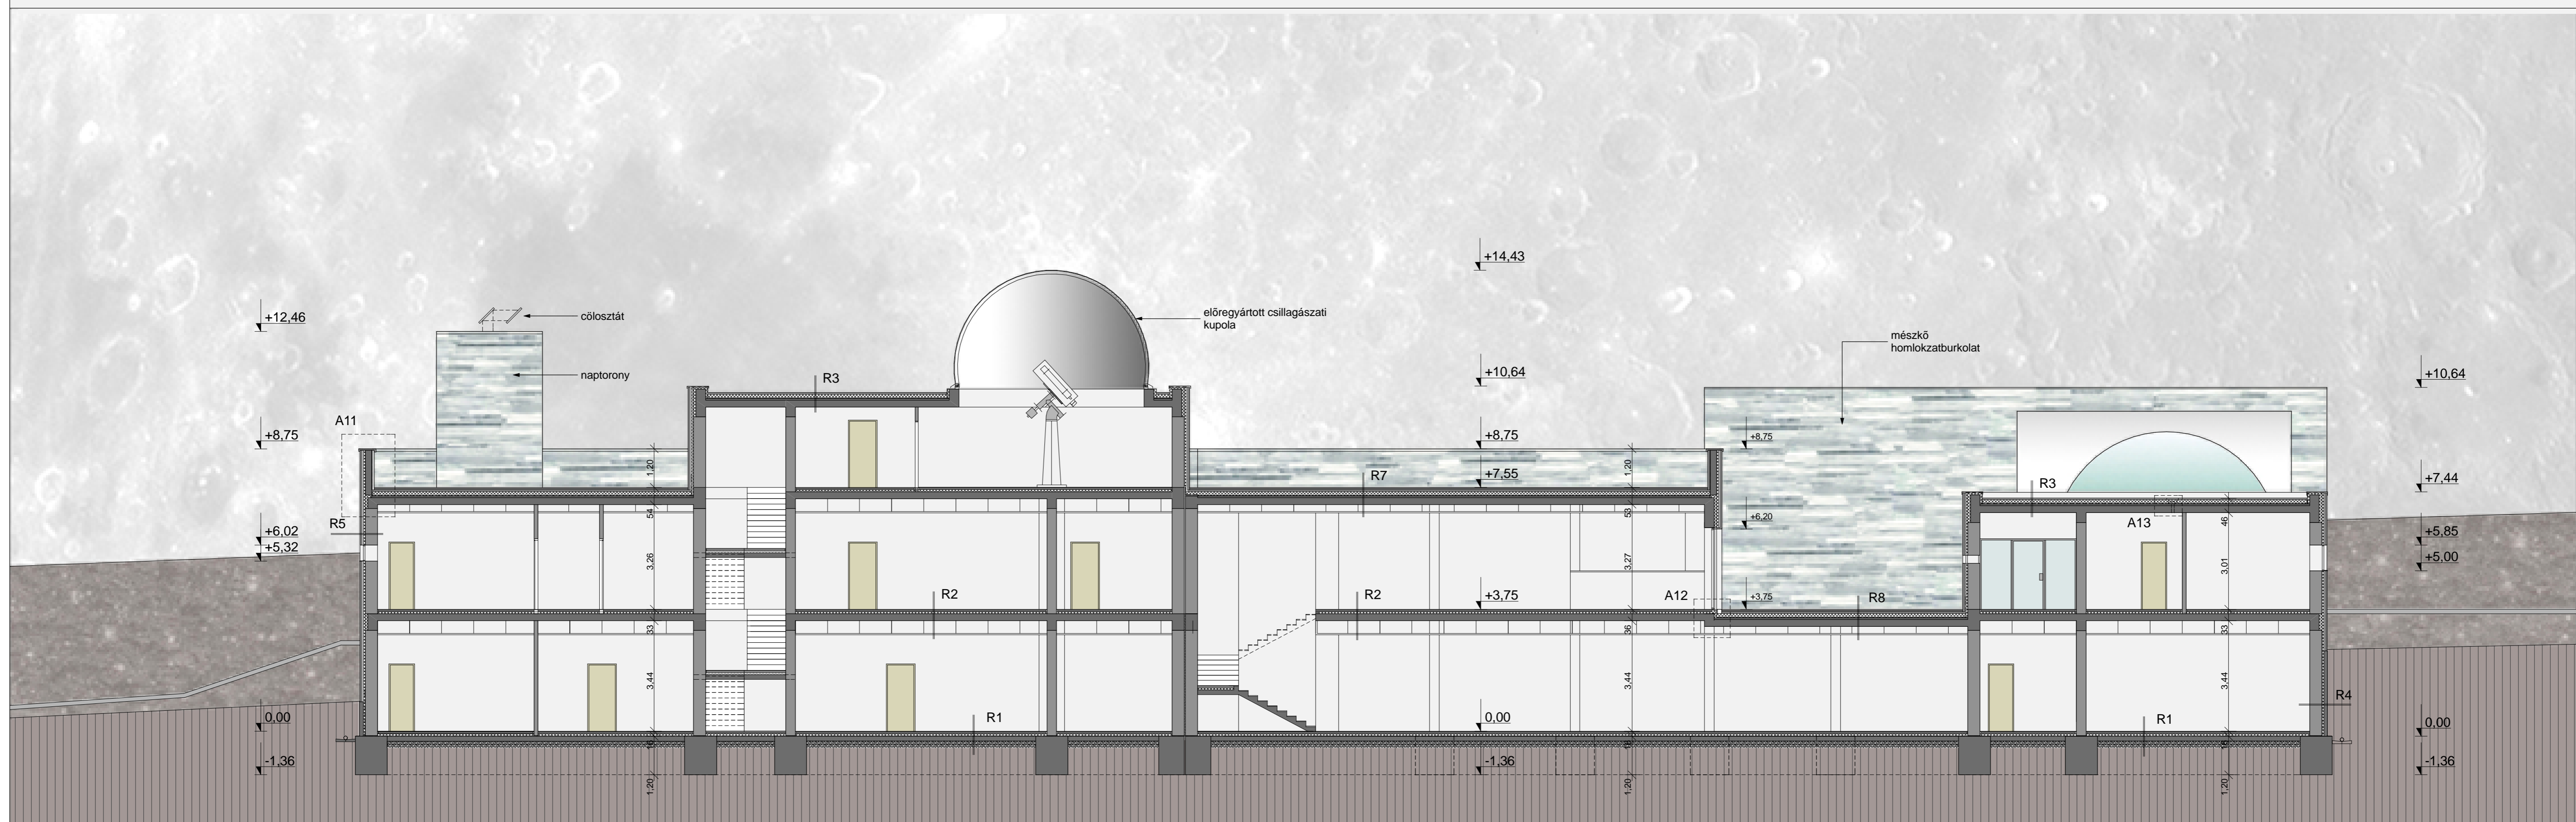 +14,43
+12,46
cölosztát
előregyártott csillagászati
kupola
mészkő
homlokzatburkolat
naptorony
R3
+10,64
+10,64
A11
+8,75
+8,75
+8,75
1,20
1,20
R7
+7,55
R3
+7,44
R5
54
53
+6,20
A13
46
+6,02
+5,32
+5,85
+5,00
3,26
3,27
3,01
R2
R2
+3,75
A12
+3,75
R8
33
36
33
3,44
3,44
3,44
R4
0,00
R1
0,00
R1
0,00
16
16
16
-1,36
-1,36
-1,36
1,20
1,20
1,20